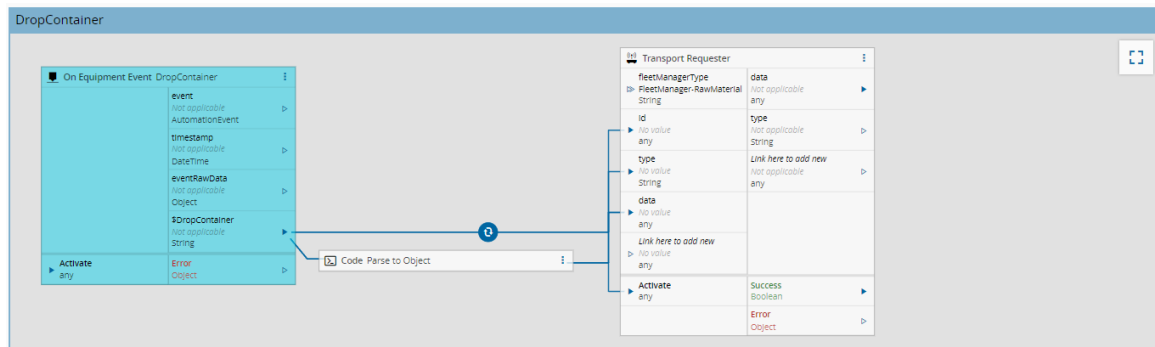 DropContainer
On Equipment Event DropContainer
event
Not applicable
AutomationEvent
timestamp
Not applicable
DateTime
eventRawData
Not applicable
Object
$DropContainer
Not applicable
String
Activate
any
Error
Object
Code Parse to Object
Transport Requester
fleetManagerType
FleetManager-RawMaterial
String
id
No value
any
type
No value
String
data
No value
any
Link here to add new
No value
any
Activate
any
data
Not applicable
any
type
Not applicable
String
Link here to add new
Not applicable
any
Success
Boolean
Error
Object